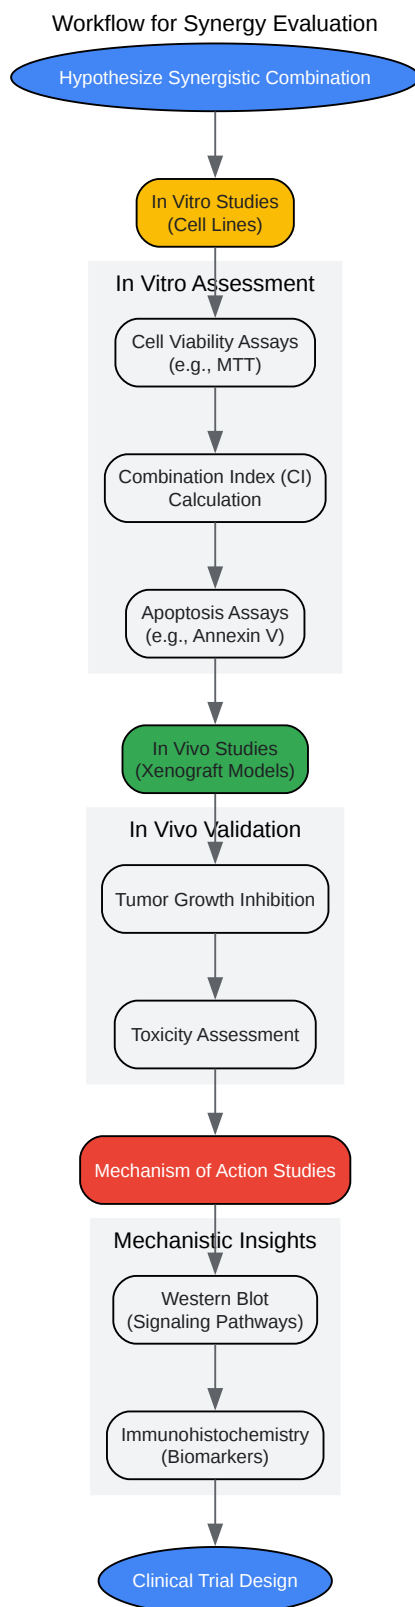 Workflow for Synergy Evaluation
Hypothesize Synergistic Combination
In Vitro Studies
(Cell Lines)
In Vitro Assessment
Cell Viability Assays
(e.g., MTT)
Combination Index (CI)
Calculation
Apoptosis Assays
(e.g., Annexin V)
In Vivo Studies
(Xenograft Models)
In Vivo Validation
Tumor Growth Inhibition
Toxicity Assessment
Mechanism of Action Studies
Mechanistic Insights
Western Blot
(Signaling Pathways)
Immunohistochemistry
(Biomarkers)
Clinical Trial Design